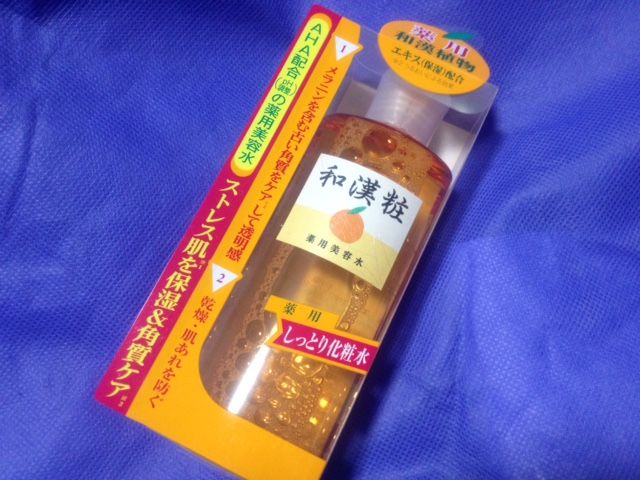 薬用
和漢植物
エキス(保湿)配合
AHA配合(pH調整)の薬用美容水
1
メラニンを含む古い角質をケアして透明感
2
乾燥・肌あれを防ぐ
ストレス肌を保湿&角質ケア
和漢粧
薬用美容水
薬用
しっとり化粧水